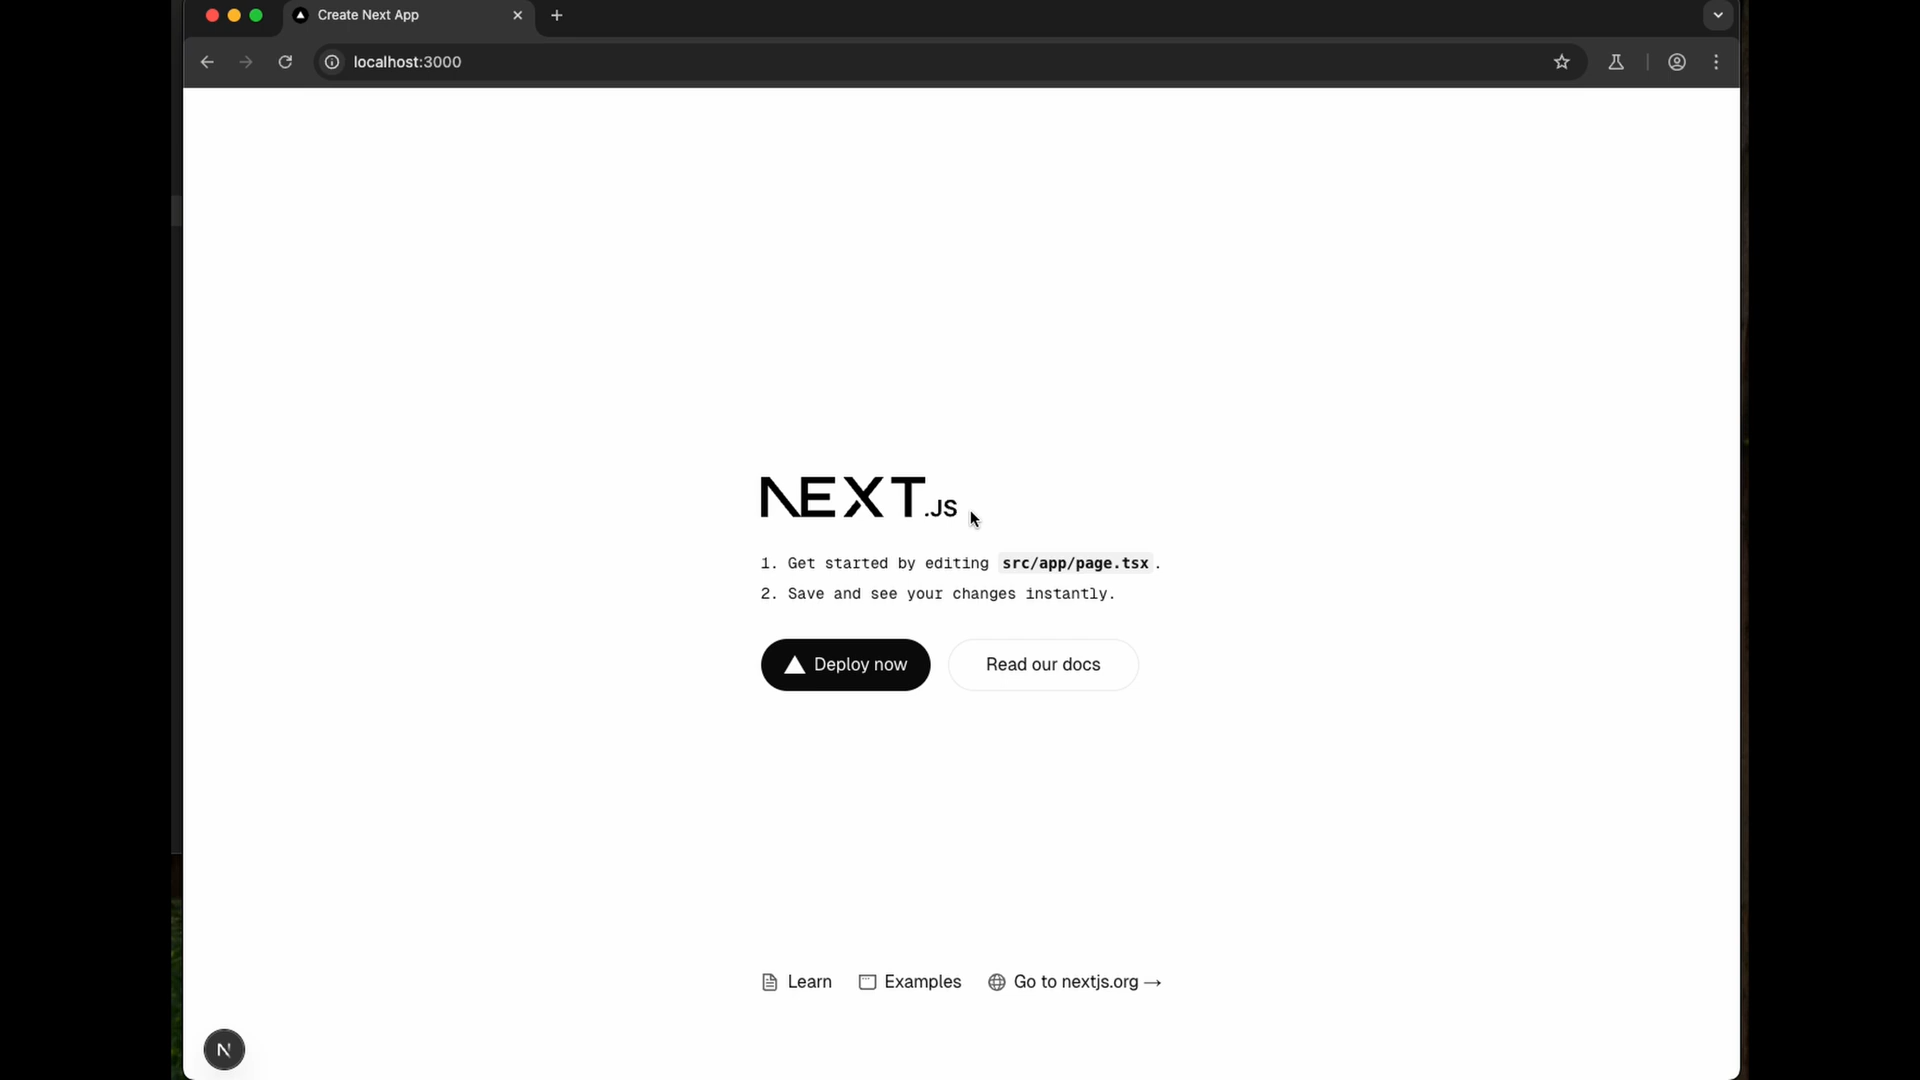 Create Next App
localhost:3000
NEXT.JS
1. Get started by editing src/app/page.tsx.
2. Save and see your changes instantly.
Deploy now
Read our docs
Learn
Examples
Go to nextjs.org →
N